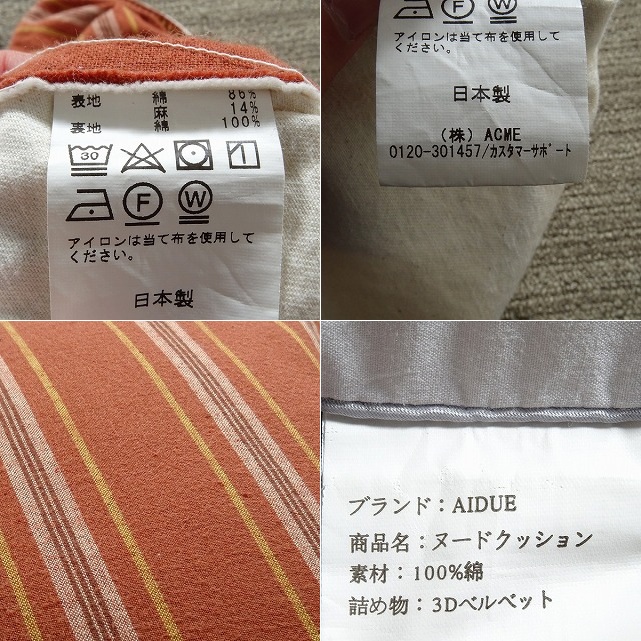 表地 綿 86%
麻 14%
裏地 綿 100%
30
F W
アイロンは当て布を使用して
ください。
日本製
F W
アイロンは当て布を使用して
ください。
日本製
(株) ACME
0120-301457/カスタマーサポート
ブランド：AIDUE
商品名：ヌードクッション
素材：100%綿
詰め物：3Dベルベット